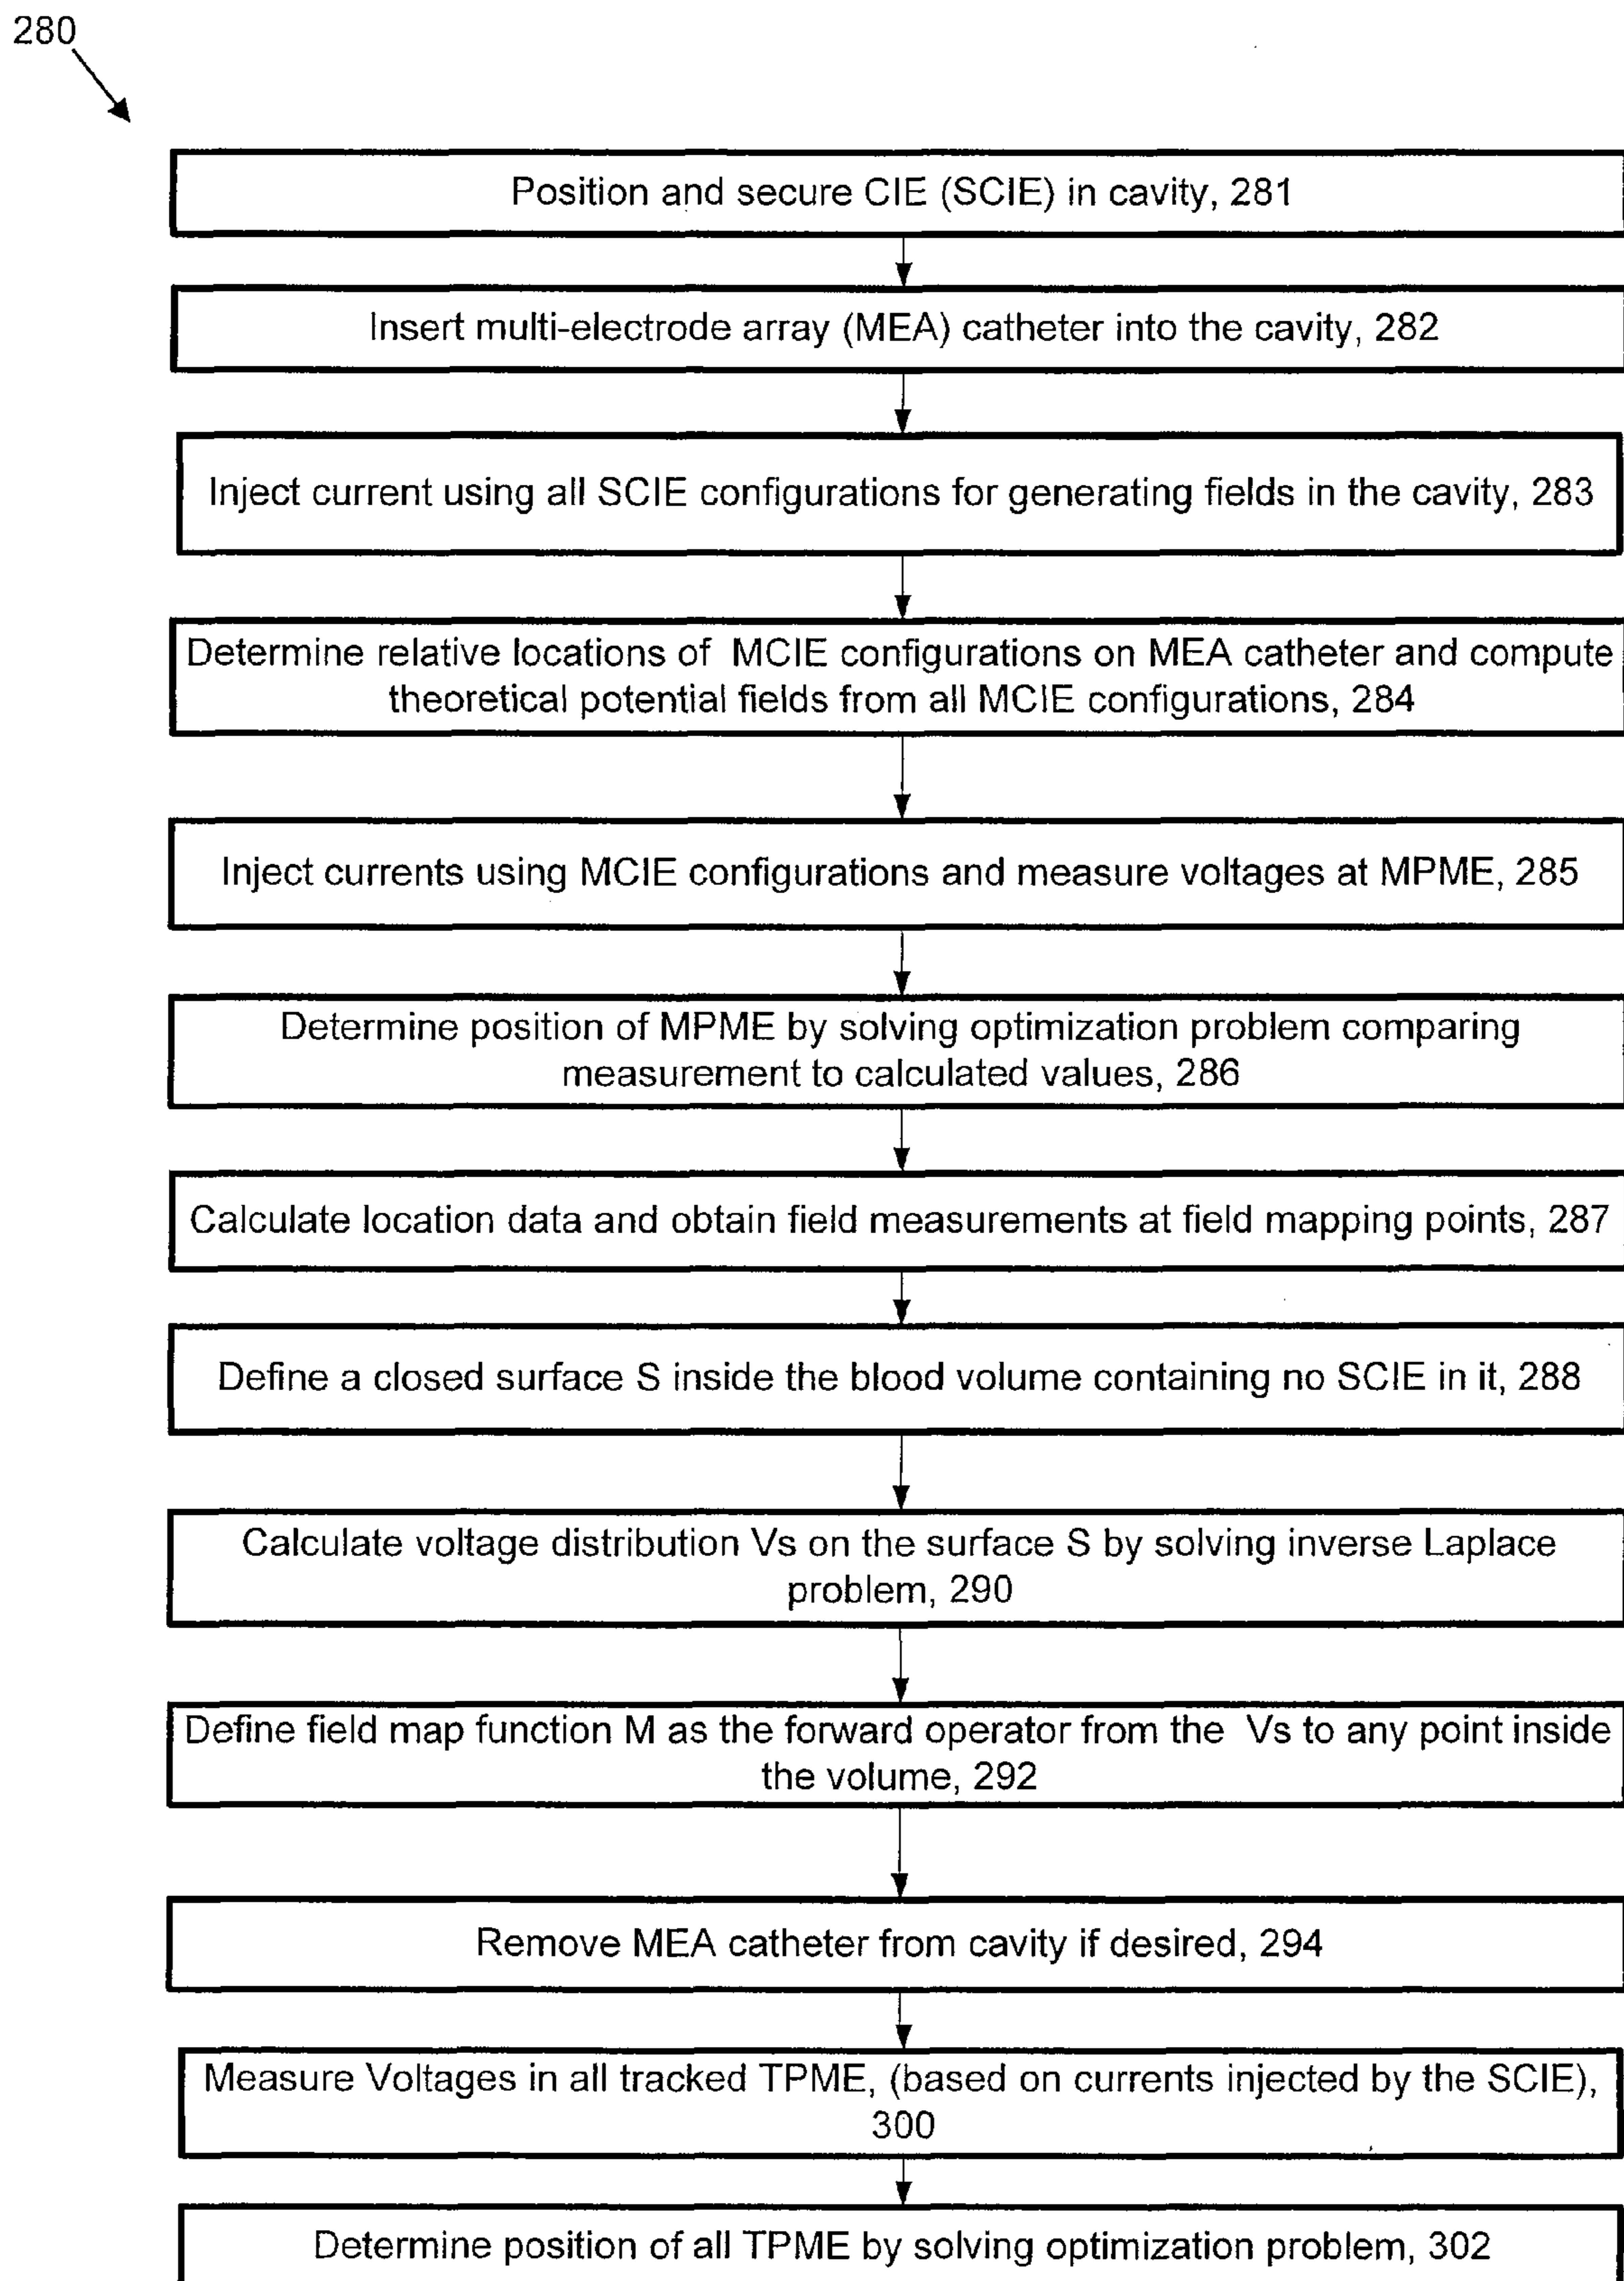 280
Position and secure CIE (SCIE) in cavity, 281
Insert multi-electrode array (MEA) catheter into the cavity, 282
Inject current using all SCIE configurations for generating fields in the cavity, 283
Determine relative locations of MCIE configurations on MEA catheter and compute
theoretical potential fields from all MCIE configurations, 284
Inject currents using MCIE configurations and measure voltages at MPME, 285
Determine position of MPME by solving optimization problem comparing
measurement to calculated values, 286
Calculate location data and obtain field measurements at field mapping points, 287
Define a closed surface S inside the blood volume containing no SCIE in it, 288
Calculate voltage distribution Vs on the surface S by solving inverse Laplace
problem, 290
Define field map function M as the forward operator from the Vs to any point inside
the volume, 292
Remove MEA catheter from cavity if desired, 294
Measure Voltages in all tracked TPME, (based on currents injected by the SCIE),
300
Determine position of all TPME by solving optimization problem, 302